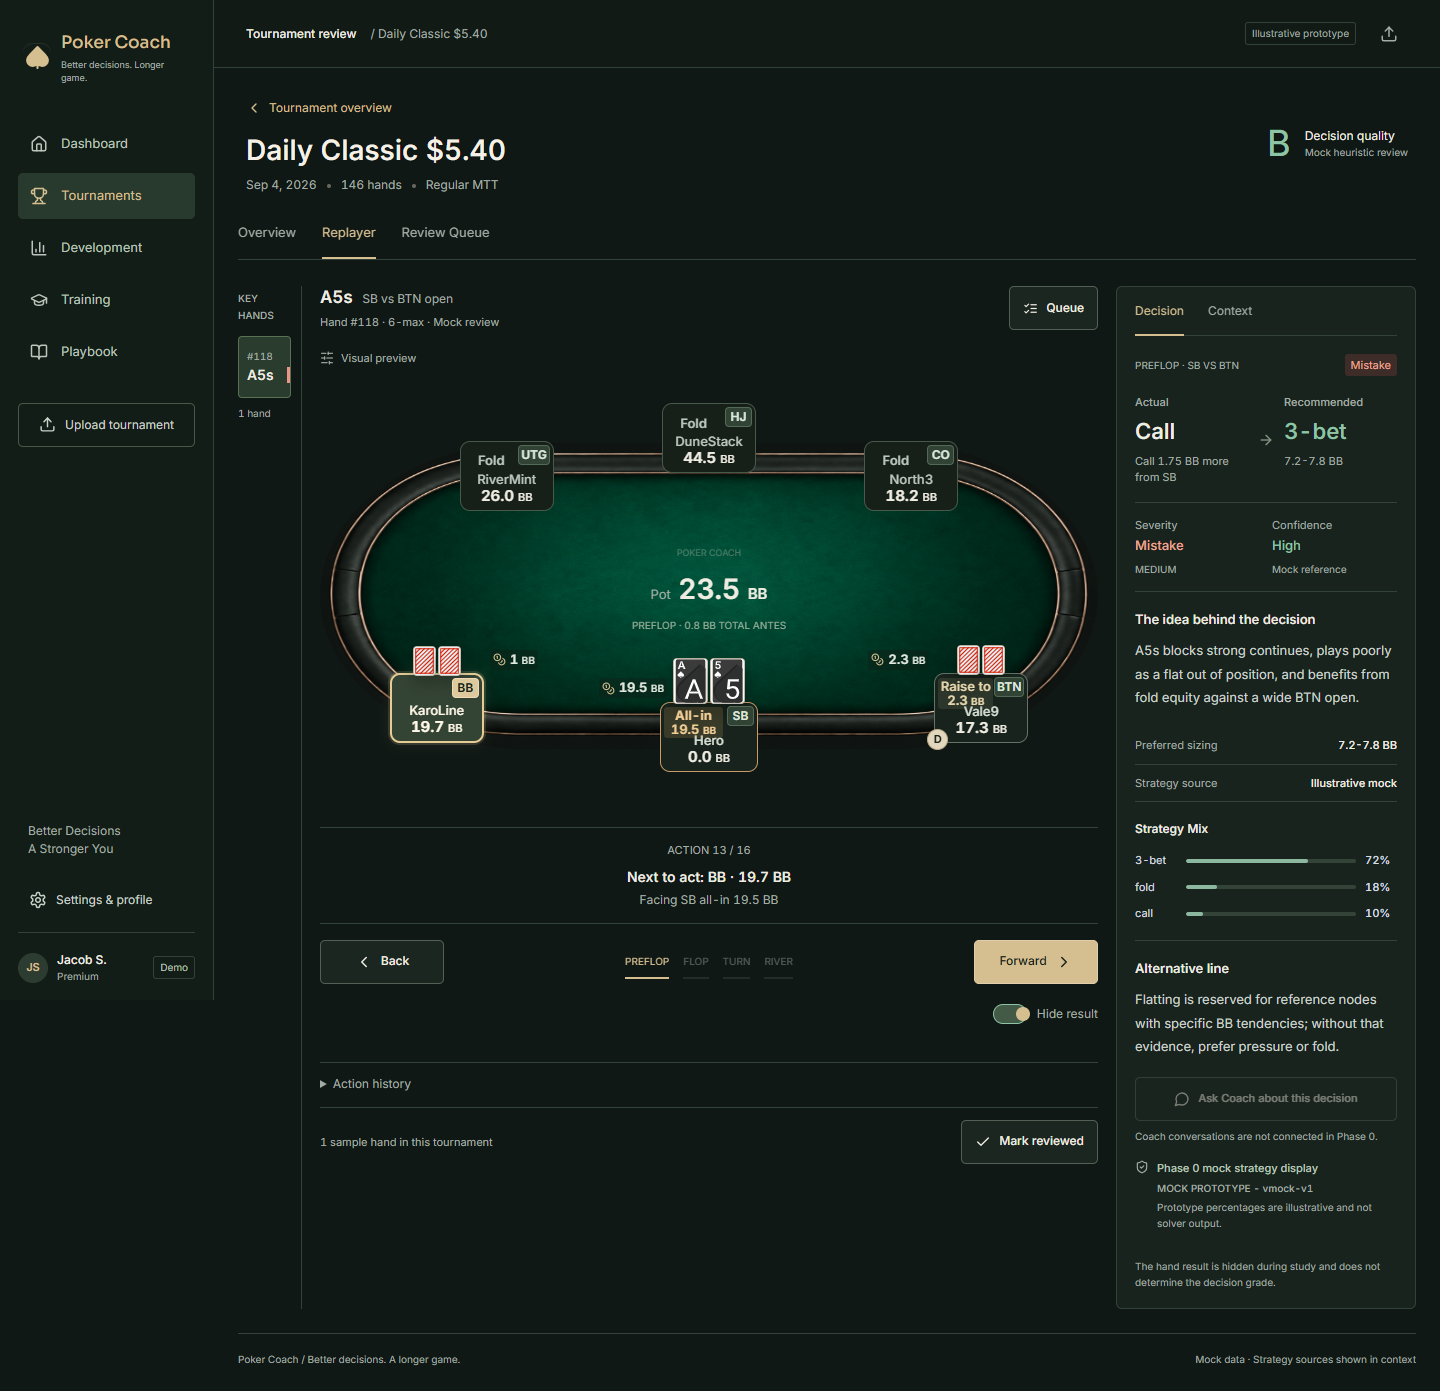 Poker Coach
Better decisions. Longer
game.
Dashboard
Tournaments
Development
Training
Playbook
Upload tournament
Better Decisions
A Stronger You
Settings & profile
JS
Jacob S.
Premium
Demo
Tournament review / Daily Classic $5.40
Illustrative prototype
Tournament overview
Daily Classic $5.40
Sep 4, 2026 • 146 hands • Regular MTT
B
Decision quality
Mock heuristic review
Overview
Replayer
Review Queue
KEY
HANDS
#118
A5s
1 hand
A5s SB vs BTN open
Hand #118 · 6-max · Mock review
Queue
Visual preview
Fold
HJ
DuneStack
44.5 BB
Fold
UTG
RiverMint
26.0 BB
Fold
CO
North3
18.2 BB
POKER COACH
Pot 23.5 BB
PREFLOP · 0.8 BB TOTAL ANTES
1 BB
2.3 BB
19.5 BB
A
A
5
5
BB
KaroLine
19.7 BB
All-in
19.5 BB
SB
Hero
0.0 BB
Raise to
2.3 BB
BTN
Vale9
17.3 BB
D
ACTION 13 / 16
Next to act: BB · 19.7 BB
Facing SB all-in 19.5 BB
Back
PREFLOP
FLOP
TURN
RIVER
Forward
Hide result
Action history
1 sample hand in this tournament
Mark reviewed
Decision
Context
PREFLOP · SB VS BTN
Mistake
Actual
Recommended
Call
3-bet
Call 1.75 BB more
from SB
7.2-7.8 BB
Severity
Confidence
Mistake
High
MEDIUM
Mock reference
The idea behind the decision
A5s blocks strong continues, plays poorly
as a flat out of position, and benefits from
fold equity against a wide BTN open.
Preferred sizing
7.2-7.8 BB
Strategy source
Illustrative mock
Strategy Mix
3-bet 72%
fold 18%
call 10%
Alternative line
Flatting is reserved for reference nodes
with specific BB tendencies; without that
evidence, prefer pressure or fold.
Ask Coach about this decision
Coach conversations are not connected in Phase 0.
Phase 0 mock strategy display
MOCK PROTOTYPE - vmock-v1
Prototype percentages are illustrative and not
solver output.
The hand result is hidden during study and does not
determine the decision grade.
Poker Coach / Better decisions. A longer game.
Mock data · Strategy sources shown in context